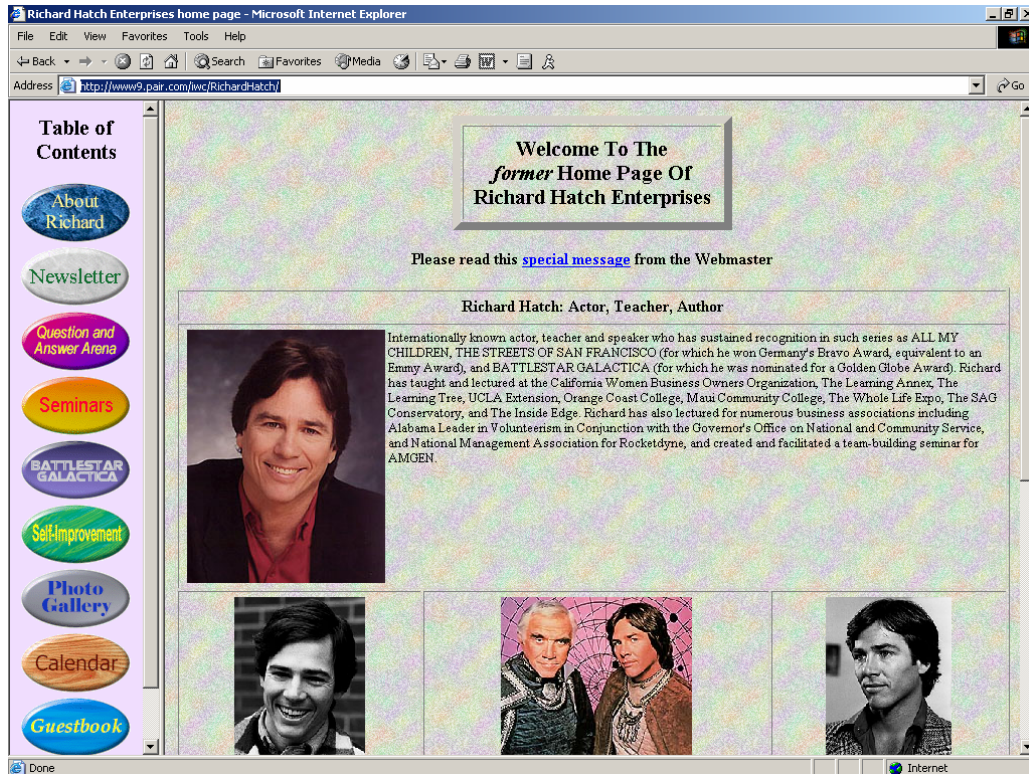 Richard Hatch Enterprises home page - Microsoft Internet Explorer
File Edit View Favorites Tools Help
Back Search Favorites Media
Address http://www9.pair.com/iwc/RichardHatch/ Go
Table of
Contents
About
Richard
Newsletter
Question and
Answer Arena
Seminars
BATTLESTAR
GALACTICA
Self-Improvement
Photo
Gallery
Calendar
Guestbook
Welcome To The
former Home Page Of
Richard Hatch Enterprises
Please read this special message from the Webmaster
Richard Hatch: Actor, Teacher, Author
Internationally known actor, teacher and speaker who has sustained recognition in such series as ALL MY
CHILDREN, THE STREETS OF SAN FRANCISCO (for which he won Germany's Bravo Award, equivalent to an
Emmy Award), and BATTLESTAR GALACTICA (for which he was nominated for a Golden Globe Award). Richard
has taught and lectured at the California Women Business Owners Organization, The Learning Annex, The
Learning Tree, UCLA Extension, Orange Coast College, Maui Community College, The Whole Life Expo, The SAG
Conservatory, and The Inside Edge. Richard has also lectured for numerous business associations including
Alabama Leader in Volunteerism in Conjunction with the Governor's Office on National and Community Service,
and National Management Association for Rocketdyne, and created and facilitated a team-building seminar for
AMGEN.
Done Internet